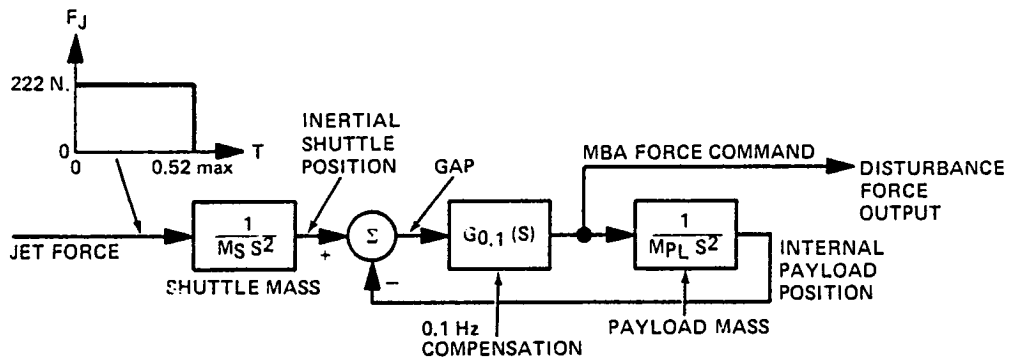 F_J
222 N.
0
0
0.52 max
T
INERTIAL
SHUTTLE
POSITION
GAP
MBA FORCE COMMAND
DISTURBANCE
FORCE
OUTPUT
JET FORCE
1
M_S S^2
SHUTTLE MASS
+
Σ
−
G_0.1 (S)
1
M_PL S^2
INTERNAL
PAYLOAD
POSITION
0.1 Hz
COMPENSATION
PAYLOAD MASS